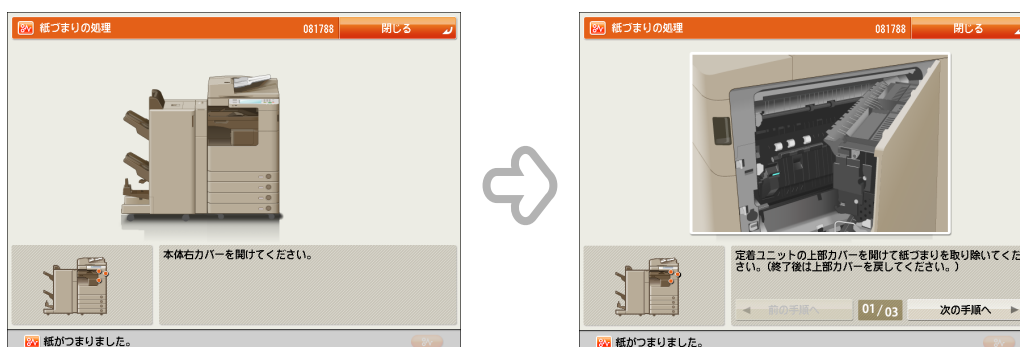 紙づまりの処理
081788
閉じる
本体右カバーを開けてください。
紙がつまりました。
紙づまりの処理
081788
閉じる
定着ユニットの上部カバーを開けて紙づまりを取り除いてくだ
さい。(終了後は上部カバーを戻してください。)
前の手順へ
01/03
次の手順へ
紙がつまりました。